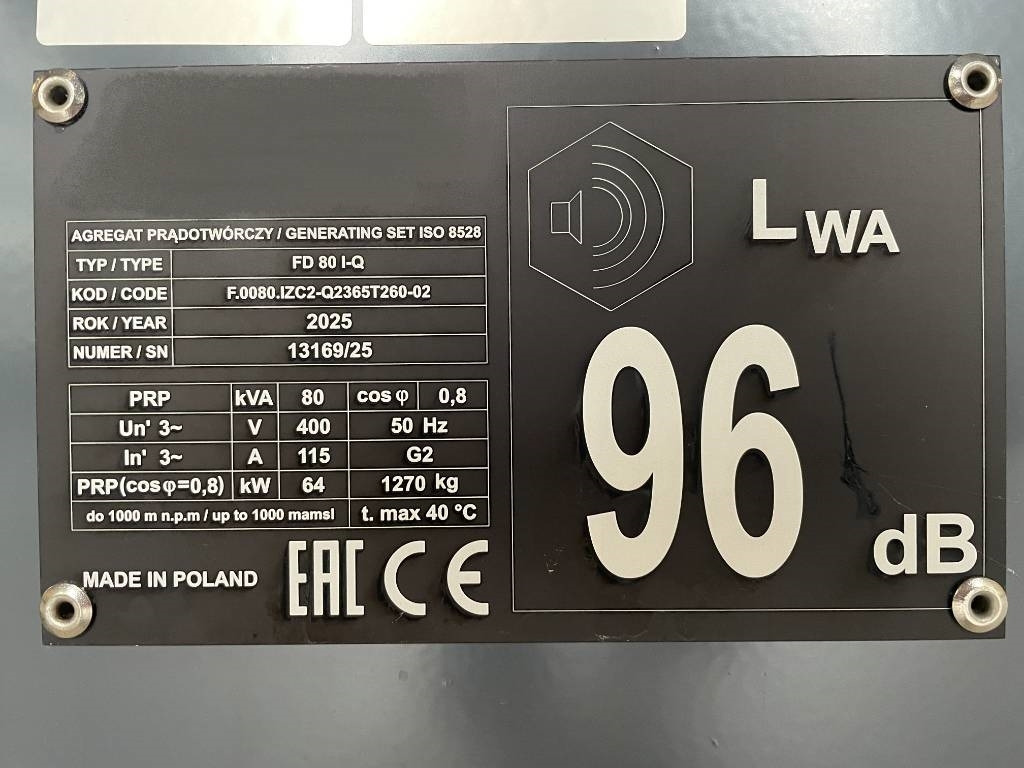 AGREGAT PRĄDOTWÓRCZY / GENERATING SET ISO 8528
TYP / TYPE FD 80 I-Q
KOD / CODE F.0080.IZC2-Q2365T260-02
ROK / YEAR 2025
NUMER / SN 13169/25
PRP kVA 80 cos φ 0,8
Un' 3~ V 400 50 Hz
In' 3~ A 115 G2
PRP(cosφ=0,8) kW 64 1270 kg
do 1000 m n.p.m / up to 1000 mamsl t. max 40 °C
MADE IN POLAND EAC CE
LWA
96
dB